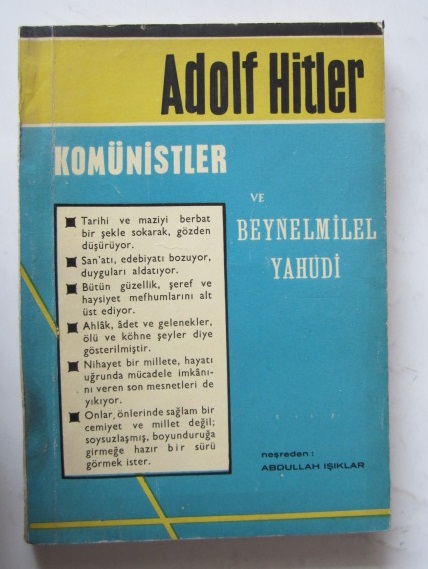 Adolf Hitler
KOMÜNİSTLER
VE
BEYNELMİLEL
YAHUDİ
Tarihi ve maziyi berbat
bir şekle sokarak, gözden
düşürüyor.
San'atı, edebiyatı bozuyor,
duyguları aldatıyor.
Bütün güzellik, şeref ve
haysiyet mefhumlarını alt
üst ediyor.
Ahlâk, âdet ve gelenekler,
ölü ve köhne şeyler diye
gösterilmiştir.
Nihayet bir millete, hayatı
uğrunda mücadele imkânı-
nı veren son mesnetleri de
yıkıyor.
Onlar, önlerinde sağlam bir
cemiyet ve millet değil;
soysuzlaşmış, boyunduruğa
girmeğe hazır bir sürü
görmek ister.
neşreden :
ABDULLAH IŞIKLAR